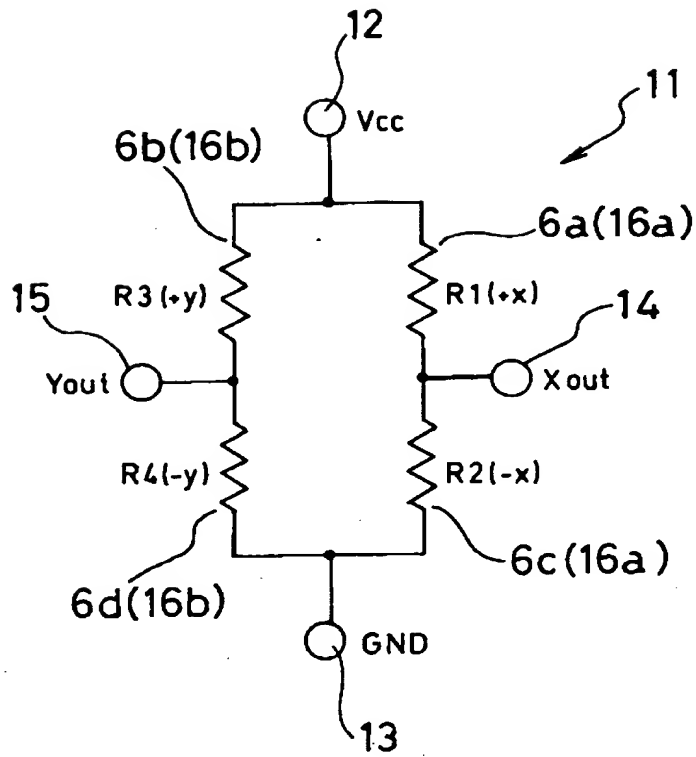 12
Vcc
11
6b(16b)
6a(16a)
R3(+y)
R1(+x)
15
14
Yout
Xout
R4(-y)
R2(-x)
6d(16b)
6c(16a)
GND
13